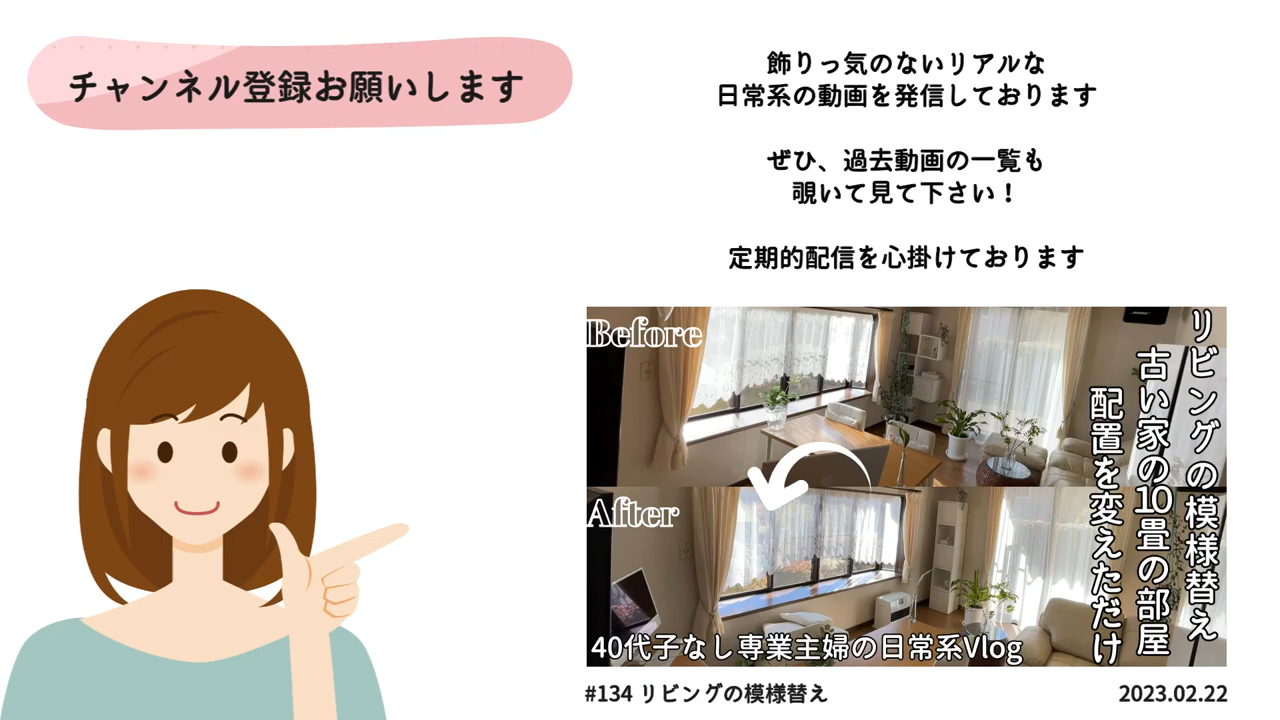 チャンネル登録お願いします
飾りっ気のないリアルな
日常系の動画を発信しております
ぜひ、過去動画の一覧も
覗いて見て下さい！
定期的配信を心掛けております
Before
After
リビングの模様替え
古い家の10畳の部屋
配置を変えただけ
40代子なし専業主婦の日常系Vlog
#134 リビングの模様替え
2023.02.22